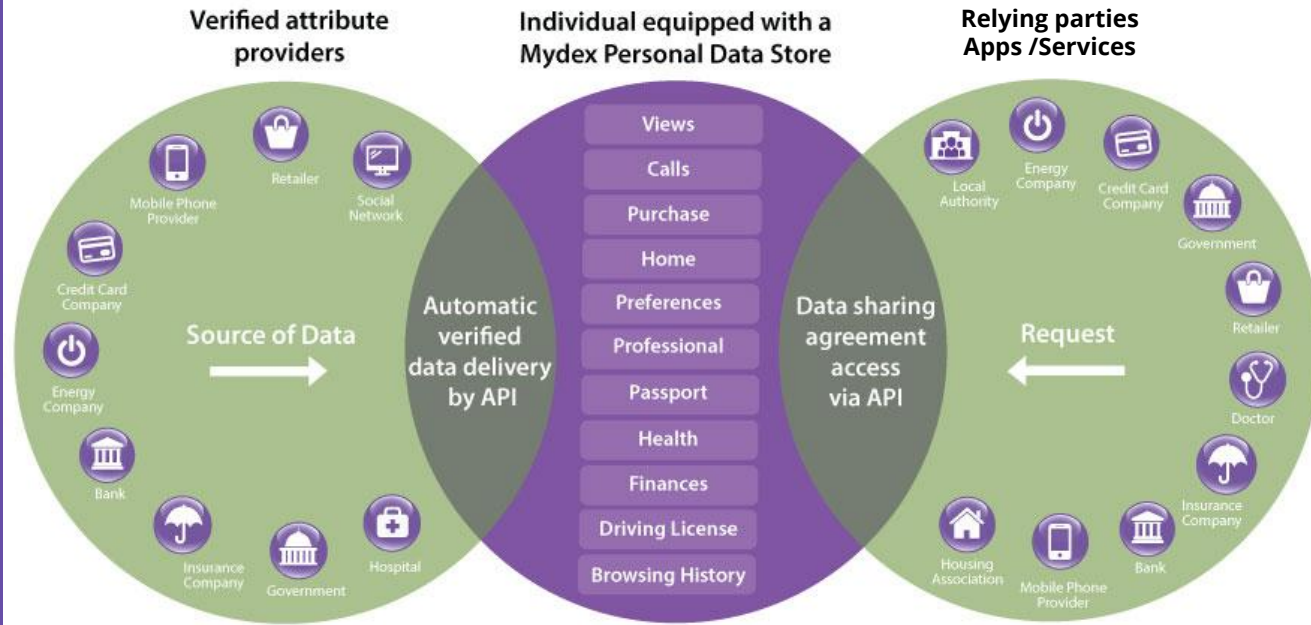 Verified attribute
providers
Individual equipped with a
Mydex Personal Data Store
Relying parties
Apps /Services
Retailer
Social
Network
Mobile Phone
Provider
Credit Card
Company
Energy
Company
Bank
Insurance
Company
Government
Hospital
Source of Data
Automatic
verified
data delivery
by API
Views
Calls
Purchase
Home
Preferences
Professional
Passport
Health
Finances
Driving License
Browsing History
Data sharing
agreement
access
via API
Request
Local
Authority
Energy
Company
Credit Card
Company
Government
Retailer
Doctor
Insurance
Company
Bank
Mobile Phone
Provider
Housing
Association